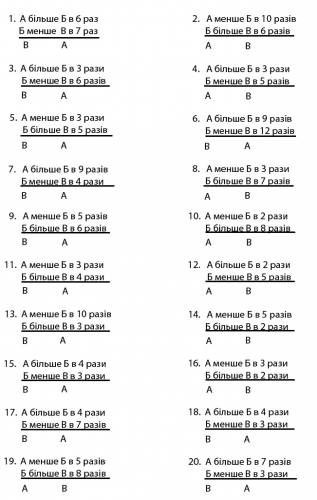 1. А більше Б в 6 раз
Б менше В в 7 раз
В А
2. А менше Б в 10 разів
Б більше В в 6 разів
А В
3. А більше Б в 3 рази
Б менше В в 6 разів
В А
4. А більше Б в 3 рази
Б менше В в 5 разів
А В
5. А менше Б в 3 рази
Б більше В в 5 разів
В А
6. А більше Б в 9 разів
Б менше В в 12 разів
В А
7. А більше Б в 9 разів
Б менше В в 4 рази
В А
8. А менше Б в 3 рази
Б більше В в 7 разів
А В
9. А менше Б в 5 разів
Б більше В в 6 разів
В А
10. А менше Б в 2 рази
Б більше В в 8 разів
А В
11. А менше Б в 3 рази
Б більше В в 4 рази
В А
12. А більше Б в 2 рази
Б менше В в 5 разів
А В
13. А менше Б в 10 разів
Б більше В в 3 рази
В А
14. А менше Б в 5 разів
Б більше В в 2 рази
А В
15. А більше Б в 4 рази
Б менше В в 3 рази
В А
16. А менше Б в 3 рази
Б більше В в 2 рази
А В
17. А більше Б в 4 рази
Б менше В в 7 разів
В А
18. А більше Б в 4 рази
Б менше В в 3 рази
В А
19. А менше Б в 5 разів
Б більше В в 8 разів
А В
20. А більше Б в 7 разів
Б менше В в 3 рази
В А